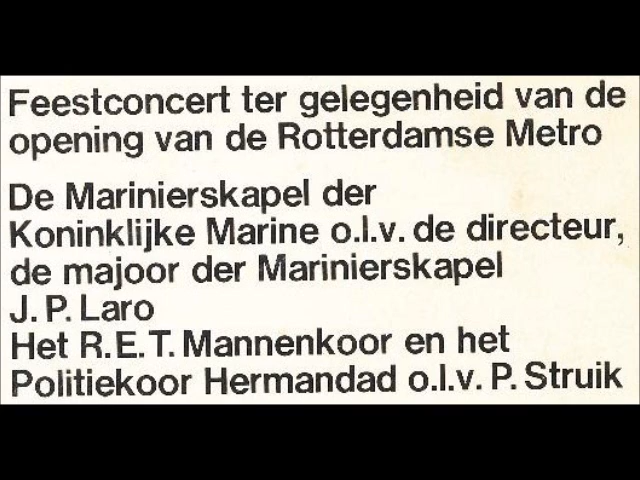 Feestconcert ter gelegenheid van de
opening van de Rotterdamse Metro
De Marinierskapel der
Koninklijke Marine o.l.v. de directeur,
de majoor der Marinierskapel
J. P. Laro
Het R.E.T. Mannenkoor en het
Politiekoor Hermandad o.l.v. P. Struik